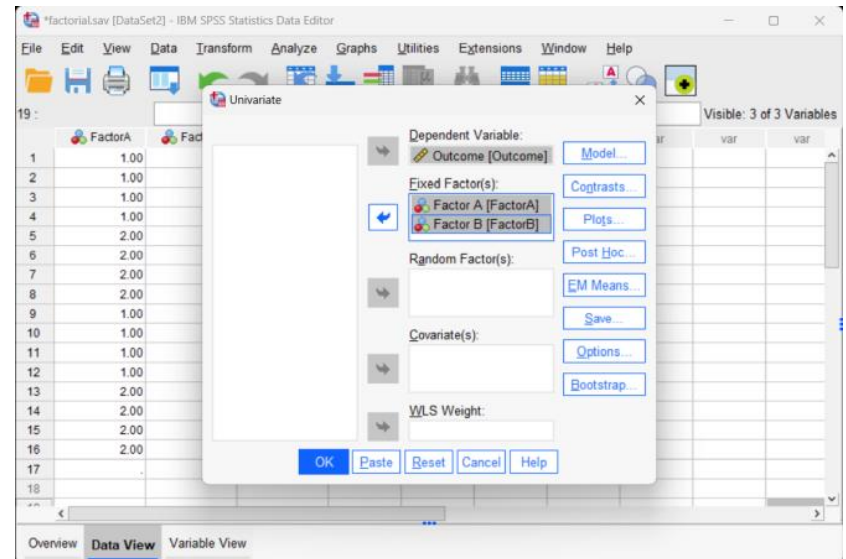 *factorial.sav [DataSet2] - IBM SPSS Statistics Data Editor
File Edit View Data Transform Analyze Graphs Utilities Extensions Window Help
19 :
Visible: 3 of 3 Variables
Univariate
FactorA
var var
1 1.00
2 1.00
3 1.00
4 1.00
5 2.00
6 2.00
7 2.00
8 2.00
9 1.00
10 1.00
11 1.00
12 1.00
13 2.00
14 2.00
15 2.00
16 2.00
17 .
18
Dependent Variable:
Outcome [Outcome]
Fixed Factor(s):
Factor A [FactorA]
Factor B [FactorB]
Random Factor(s):
Covariate(s):
WLS Weight:
Model...
Contrasts...
Plots...
Post Hoc...
EM Means...
Save...
Options...
Bootstrap...
OK Paste Reset Cancel Help
Overview Data View Variable View